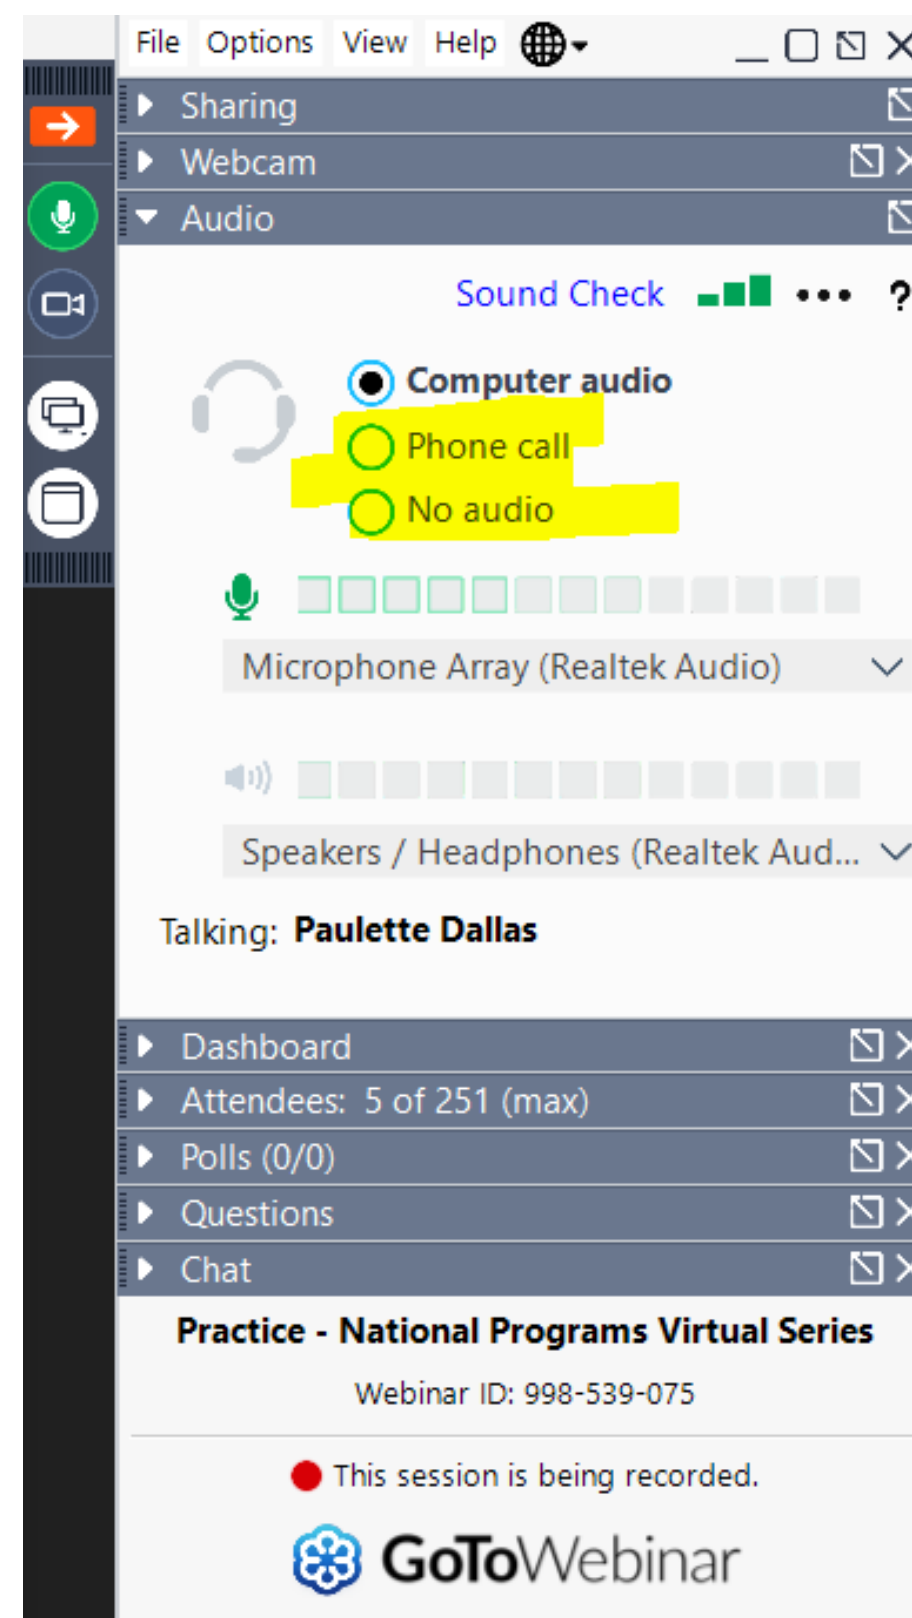 File Options View Help
Sharing
Webcam
Audio
Sound Check ?
Computer audio
Phone call
No audio
Microphone Array (Realtek Audio)
Speakers / Headphones (Realtek Aud...
Talking: Paulette Dallas
Dashboard
Attendees: 5 of 251 (max)
Polls (0/0)
Questions
Chat
Practice - National Programs Virtual Series
Webinar ID: 998-539-075
This session is being recorded.
GoToWebinar